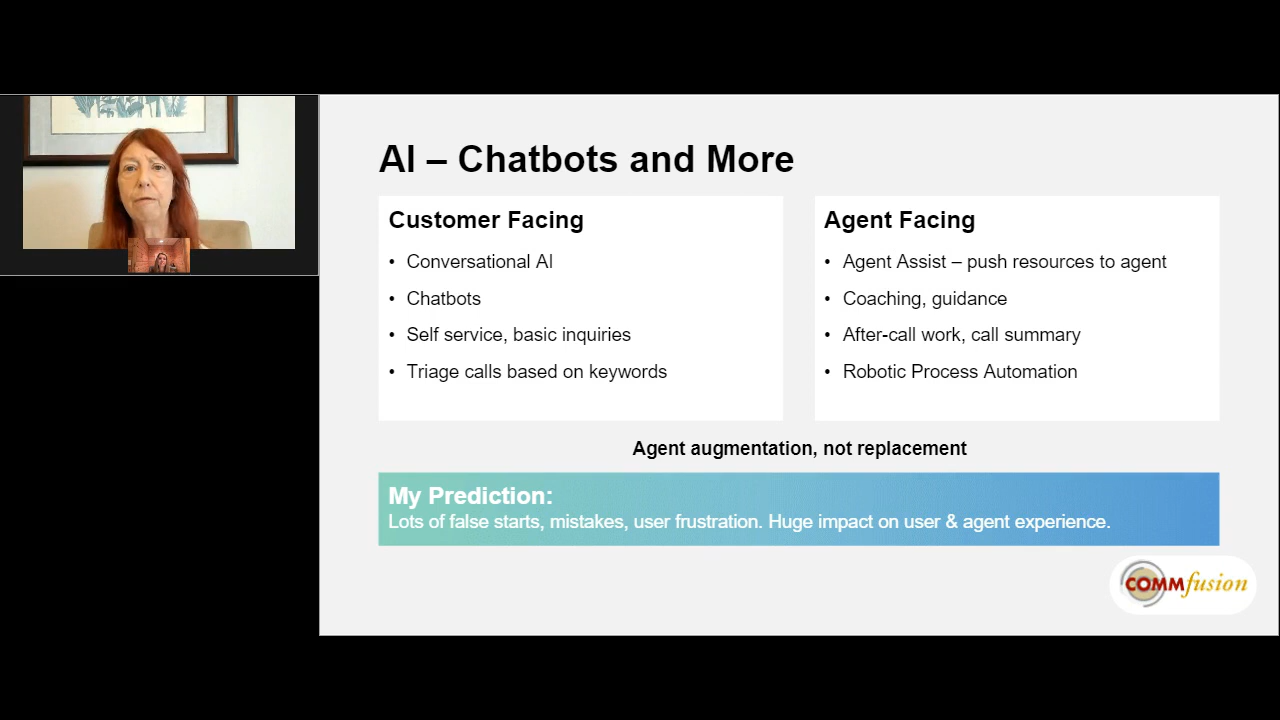 AI – Chatbots and More
Customer Facing
• Conversational AI
• Chatbots
• Self service, basic inquiries
• Triage calls based on keywords
Agent Facing
• Agent Assist – push resources to agent
• Coaching, guidance
• After-call work, call summary
• Robotic Process Automation
Agent augmentation, not replacement
My Prediction:
Lots of false starts, mistakes, user frustration. Huge impact on user & agent experience.
COMMfusion